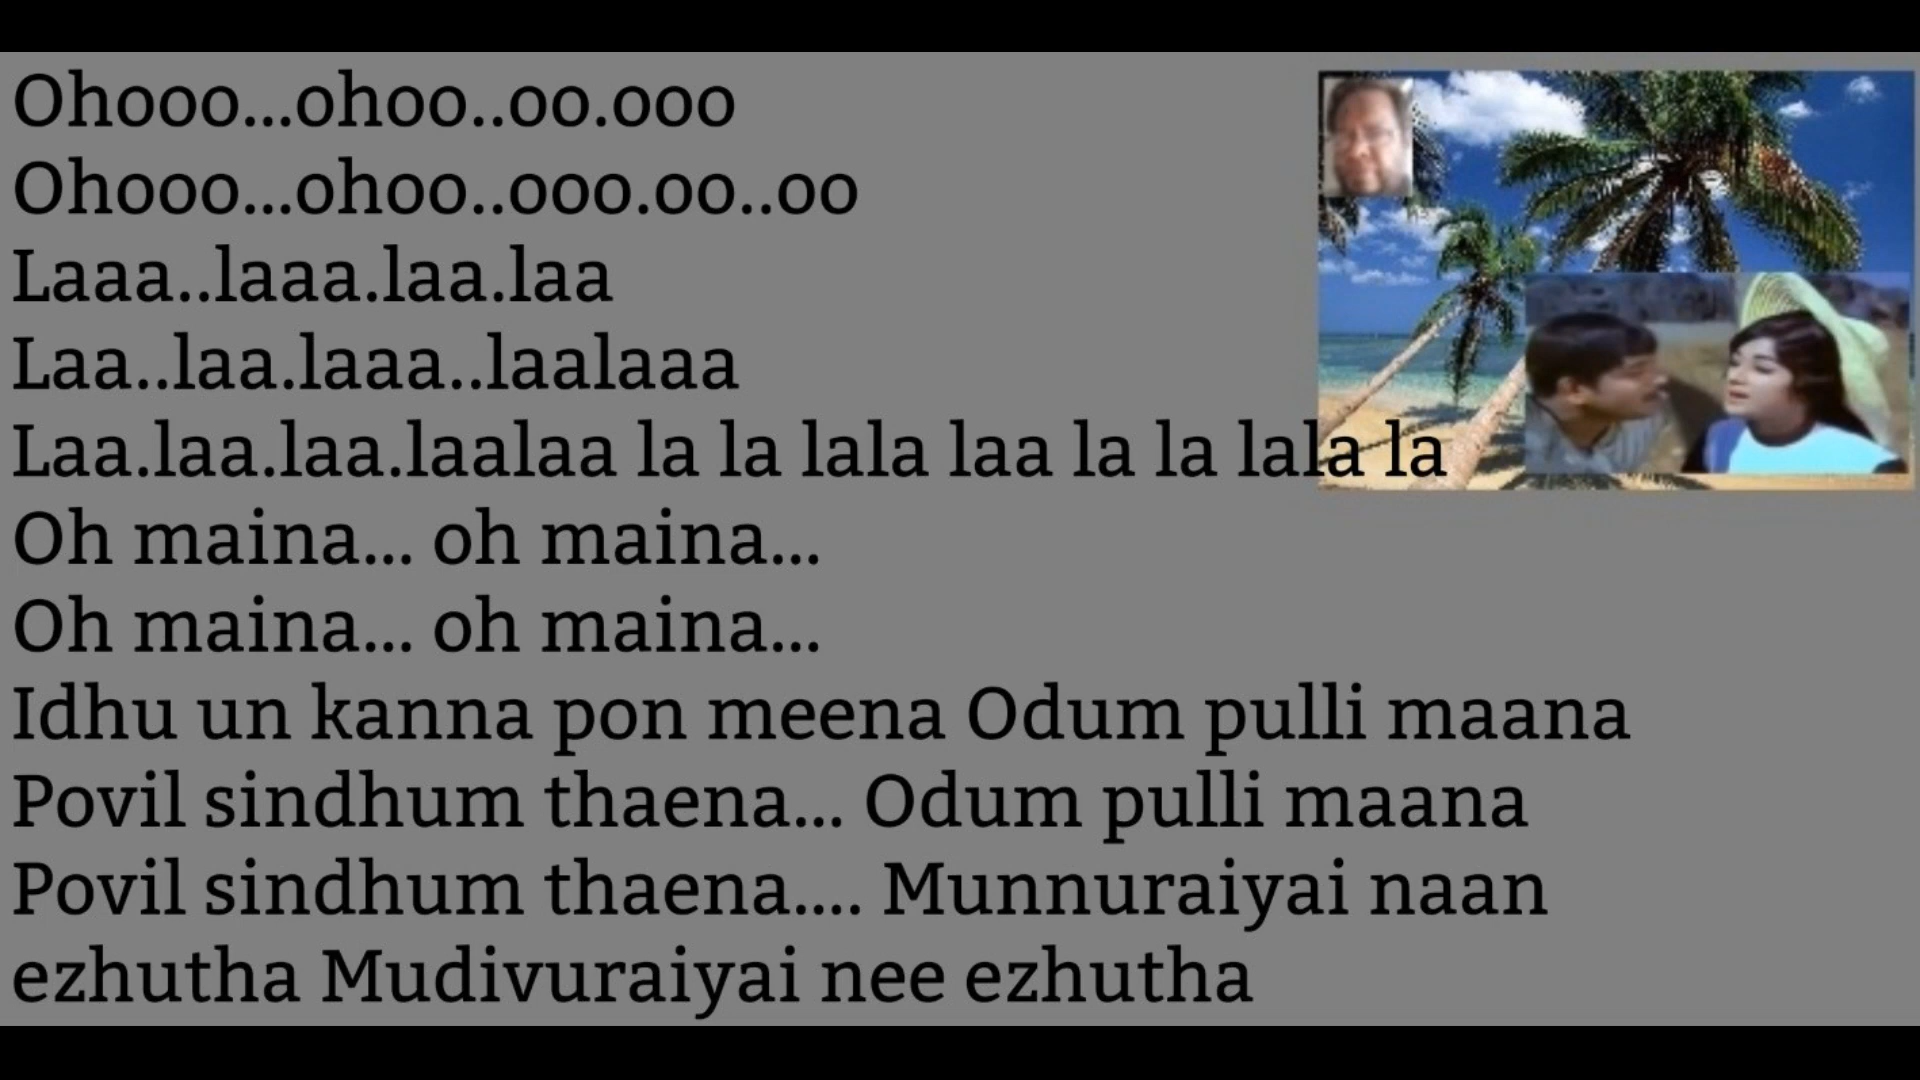 Ohooo...ohoo..oo.ooo
Ohooo...ohoo..ooo.oo..oo
Laaa..laaa.laa.laa
Laa..laa.laaa..laalaaa
Laa.laa.laa.laalaa la la lala laa la la lala la
Oh maina... oh maina...
Oh maina... oh maina...
Idhu un kanna pon meena Odum pulli maana
Povil sindhum thaena... Odum pulli maana
Povil sindhum thaena.... Munnuraiyai naan
ezhutha Mudivuraiyai nee ezhutha